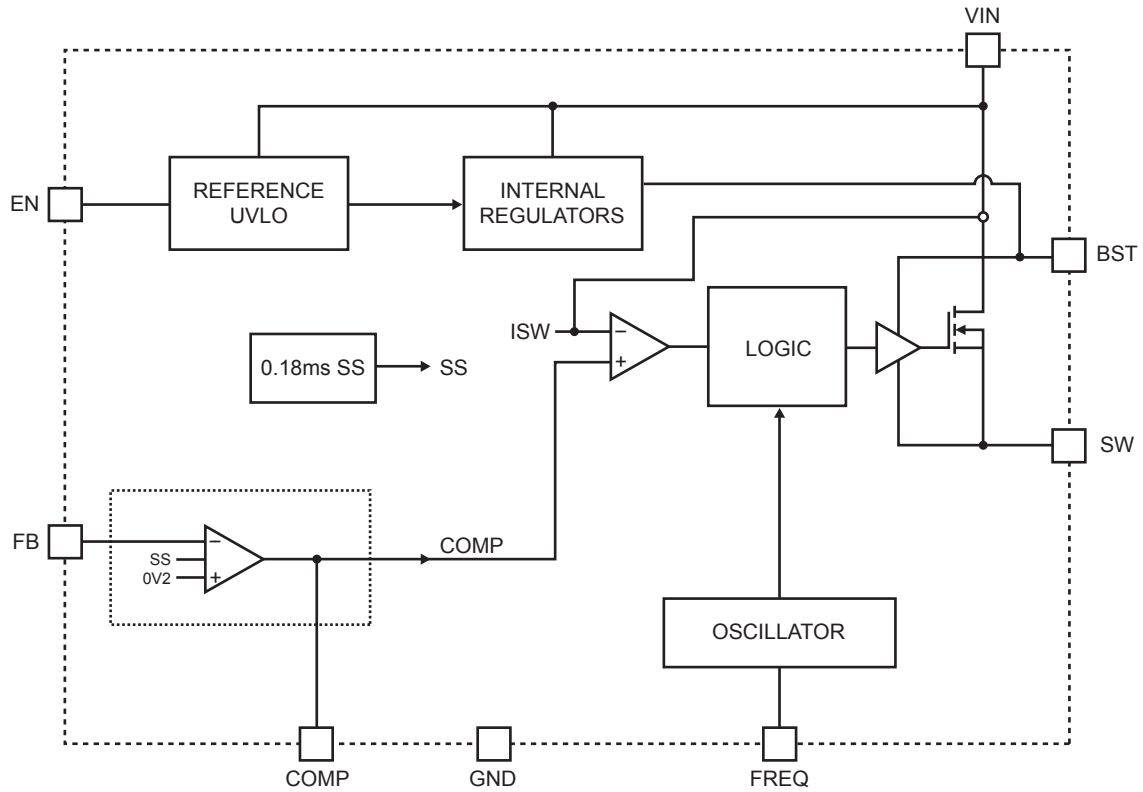 VIN
EN
REFERENCE
UVLO
INTERNAL
REGULATORS
BST
ISW
−
+
LOGIC
0.18ms SS
SS
SW
FB
−
SS
0V2
+
COMP
OSCILLATOR
COMP
GND
FREQ